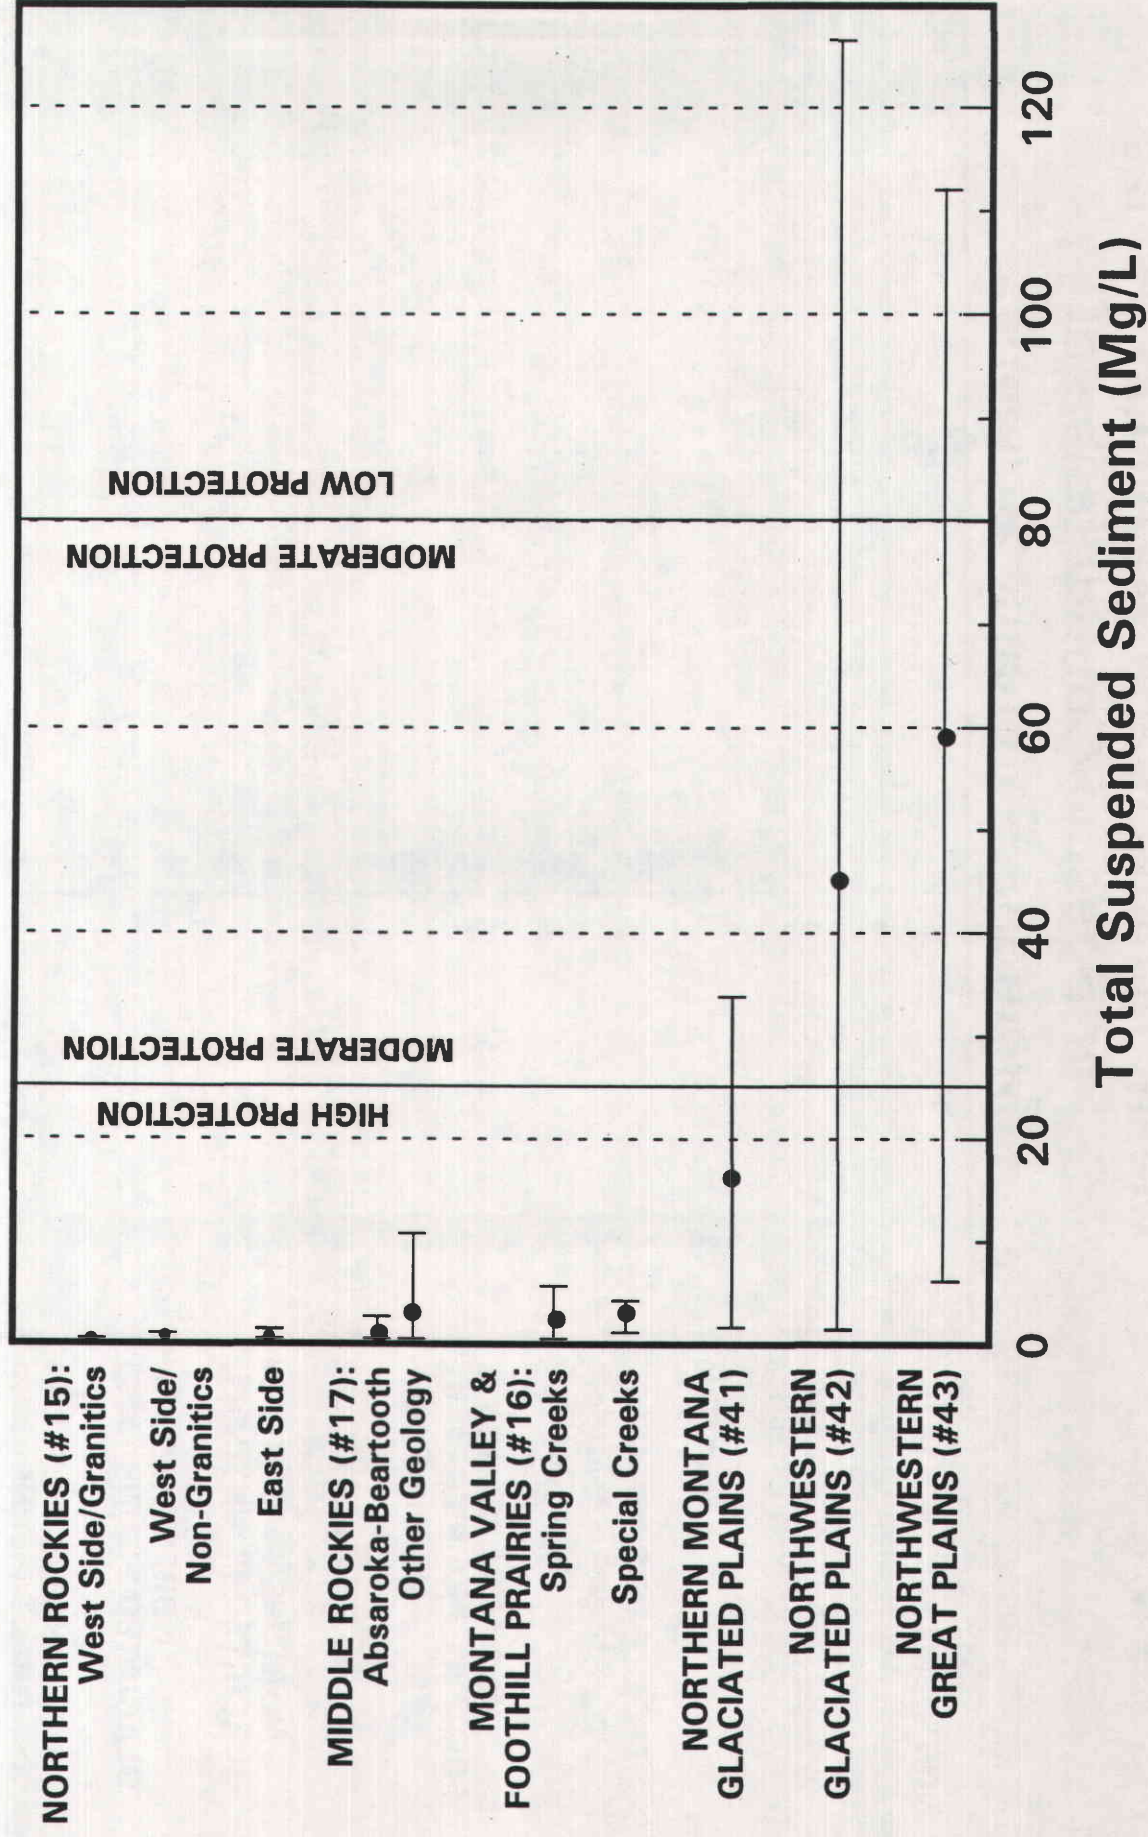 NORTHERN ROCKIES (#15):
West Side/Granitics
West Side/
Non-Granitics
East Side
MIDDLE ROCKIES (#17):
Absaroka-Beartooth
Other Geology
MONTANA VALLEY &
FOOTHILL PRAIRIES (#16):
Spring Creeks
Special Creeks
NORTHERN MONTANA
GLACIATED PLAINS (#41)
NORTHWESTERN
GLACIATED PLAINS (#42)
NORTHWESTERN
GREAT PLAINS (#43)
HIGH PROTECTION
MODERATE PROTECTION
MODERATE PROTECTION
LOW PROTECTION
0 20 40 60 80 100 120
Total Suspended Sediment (Mg/L)